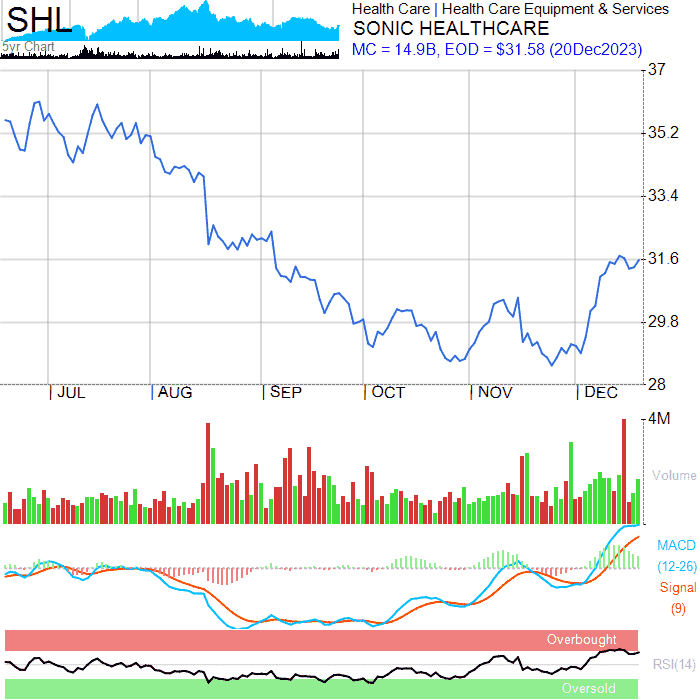 SHL
5yr Chart
Health Care | Health Care Equipment & Services
SONIC HEALTHCARE
MC = 14.9B, EOD = $31.58 (20Dec2023)
37
35.2
33.4
31.6
29.8
28
| JUL | AUG | SEP | OCT | NOV | DEC
4M
Volume
MACD
(12-26)
Signal
(9)
Overbought
RSI(14)
Oversold